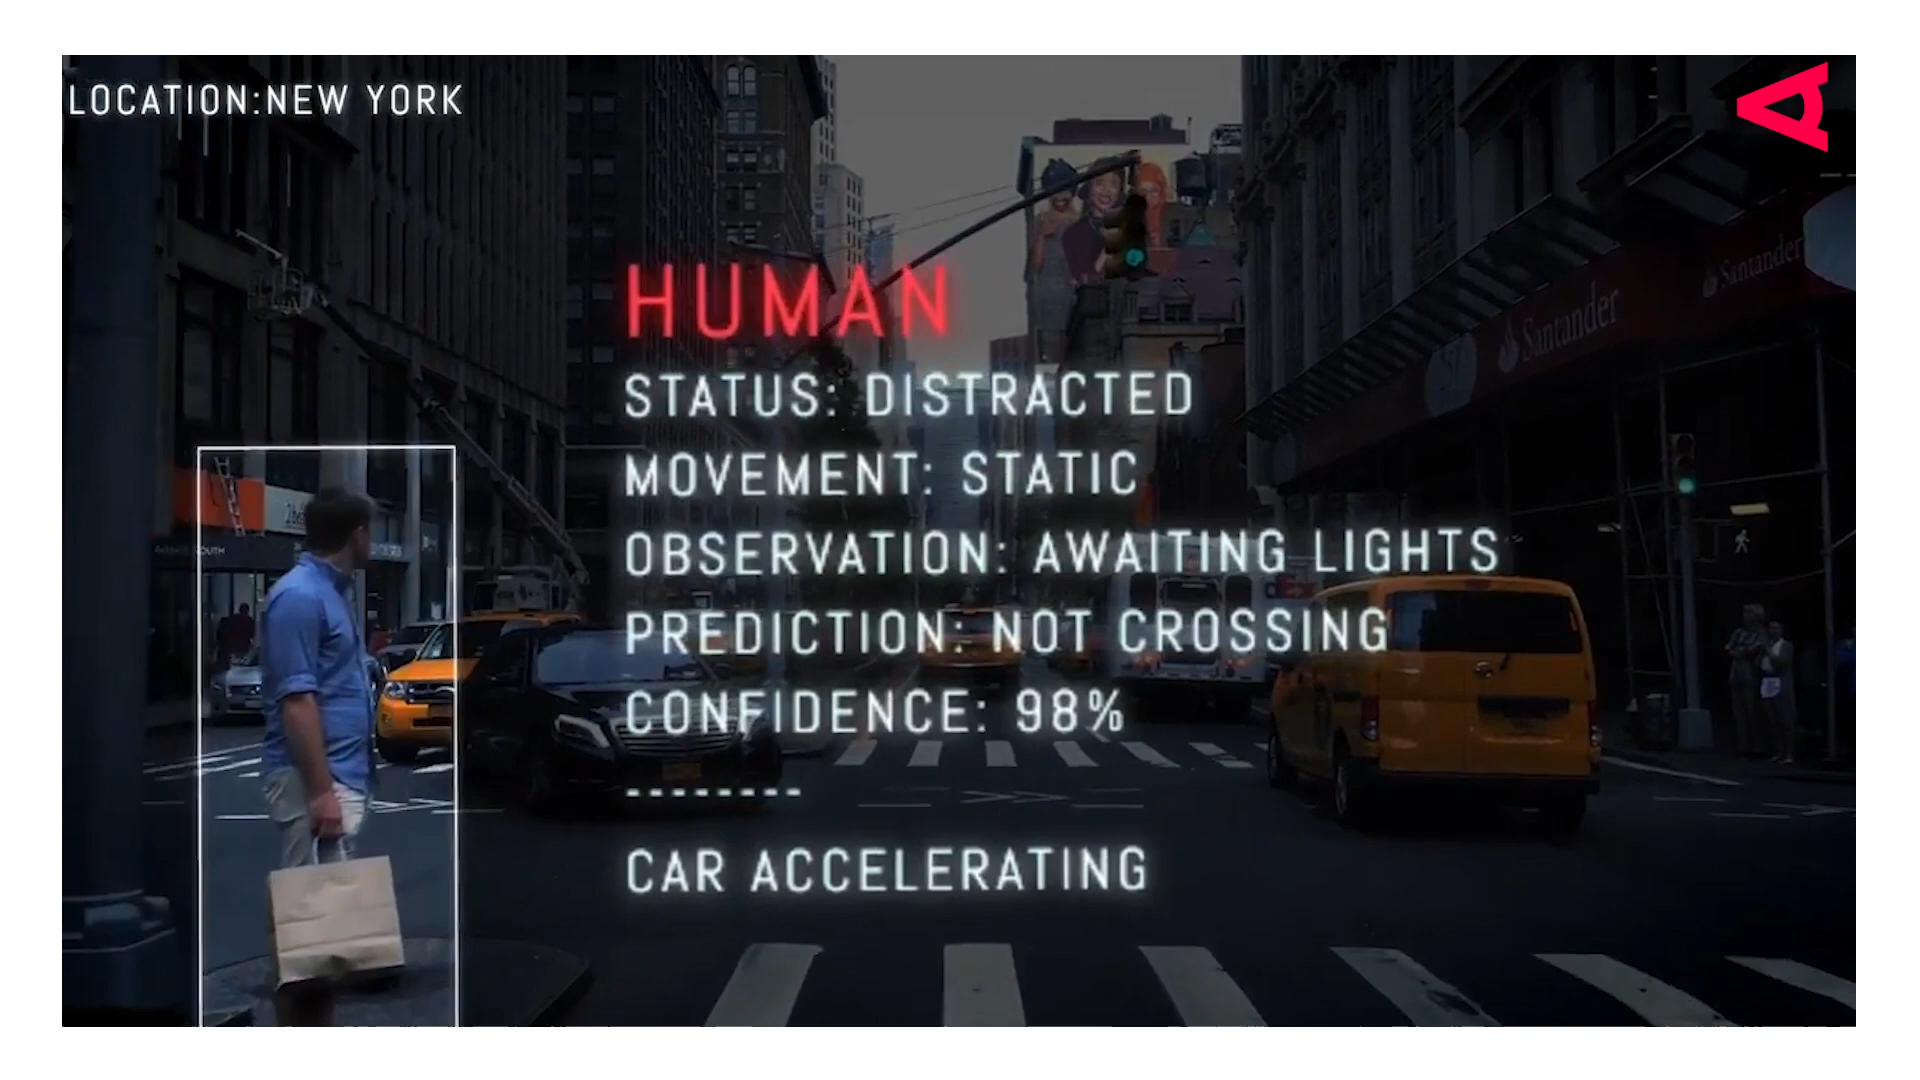 LOCATION:NEW YORK
HUMAN
STATUS: DISTRACTED
MOVEMENT: STATIC
OBSERVATION: AWAITING LIGHTS
PREDICTION: NOT CROSSING
CONFIDENCE: 98%
--------
CAR ACCELERATING
Santander
Santander